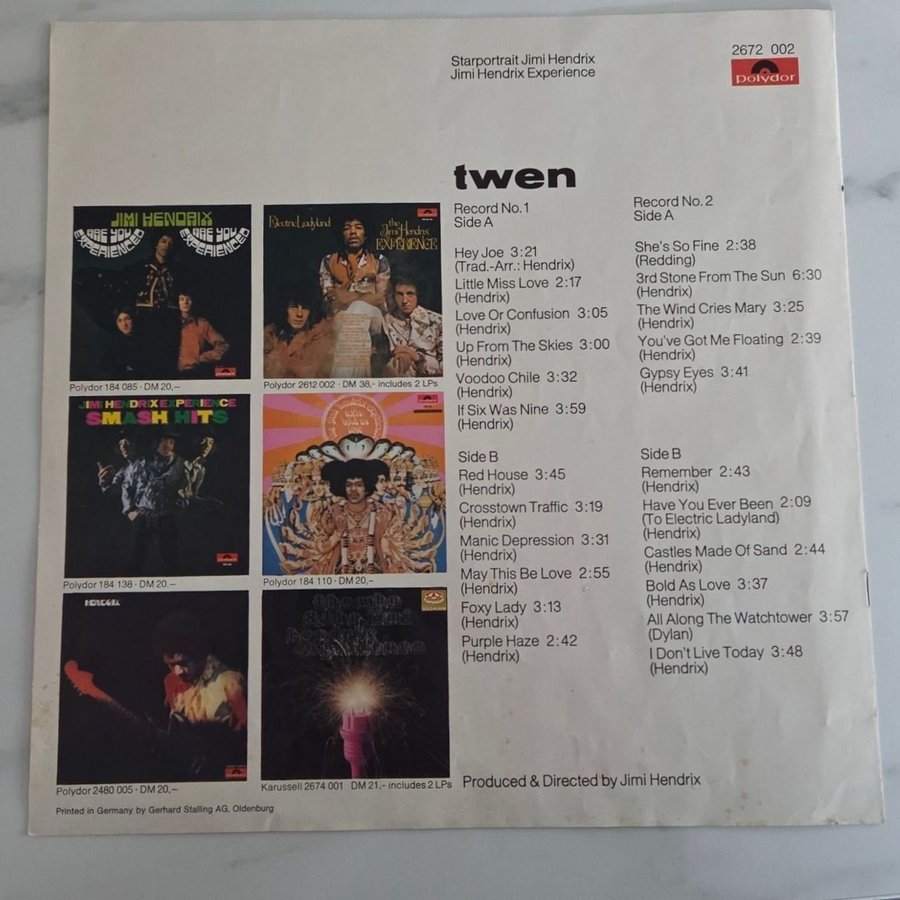 Starportrait Jimi Hendrix
Jimi Hendrix Experience
2672 002
polydor
twen
JIMI HENDRIX
ARE YOU EXPERIENCED
ARE YOU EXPERIENCED
Polydor 184 085 · DM 20,–
Electric Ladyland
the
Jimi Hendrix
EXPERIENCE
Polydor 2612 002 · DM 38,- includes 2 LPs
JIMI HENDRIX EXPERIENCE
SMASH HITS
Polydor 184 138 · DM 20,–
Polydor 184 110 · DM 20,–
HENDRIX
Polydor 2480 005 · DM 20,–
Karussell 2674 001 DM 21,- includes 2 LPs
Printed in Germany by Gerhard Stalling AG, Oldenburg
Record No. 1
Side A
Hey Joe 3:21
(Trad.-Arr.: Hendrix)
Little Miss Love 2:17
(Hendrix)
Love Or Confusion 3:05
(Hendrix)
Up From The Skies 3:00
(Hendrix)
Voodoo Chile 3:32
(Hendrix)
If Six Was Nine 3:59
(Hendrix)
Side B
Red House 3:45
(Hendrix)
Crosstown Traffic 3:19
(Hendrix)
Manic Depression 3:31
(Hendrix)
May This Be Love 2:55
(Hendrix)
Foxy Lady 3:13
(Hendrix)
Purple Haze 2:42
(Hendrix)
Record No. 2
Side A
She's So Fine 2:38
(Redding)
3rd Stone From The Sun 6:30
(Hendrix)
The Wind Cries Mary 3:25
(Hendrix)
You've Got Me Floating 2:39
(Hendrix)
Gypsy Eyes 3:41
(Hendrix)
Side B
Remember 2:43
(Hendrix)
Have You Ever Been 2:09
(To Electric Ladyland)
(Hendrix)
Castles Made Of Sand 2:44
(Hendrix)
Bold As Love 3:37
(Hendrix)
All Along The Watchtower 3:57
(Dylan)
I Don't Live Today 3:48
(Hendrix)
Produced & Directed by Jimi Hendrix